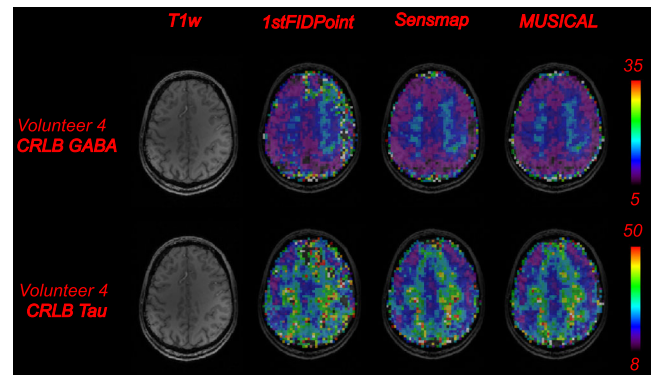 T1w 1stFIDPoint Sensmap MUSICAL
35
Volunteer 4
CRLB GABA
5
50
Volunteer 4
CRLB Tau
8